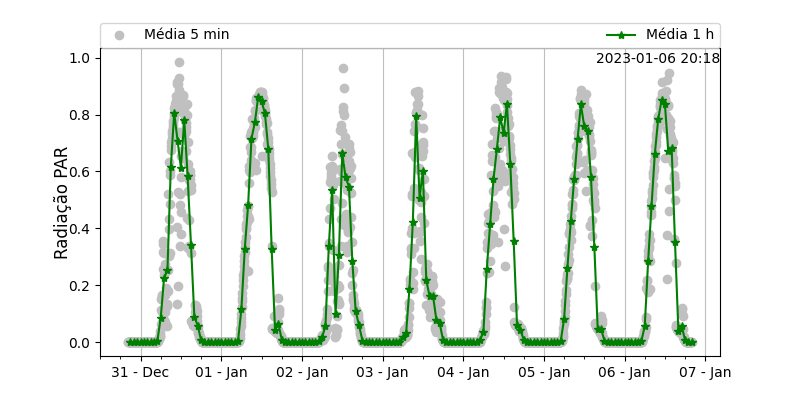 Média 5 min
Média 1 h
2023-01-06 20:18
Radiação PAR
1.0
0.8
0.6
0.4
0.2
0.0
31 - Dec
01 - Jan
02 - Jan
03 - Jan
04 - Jan
05 - Jan
06 - Jan
07 - Jan